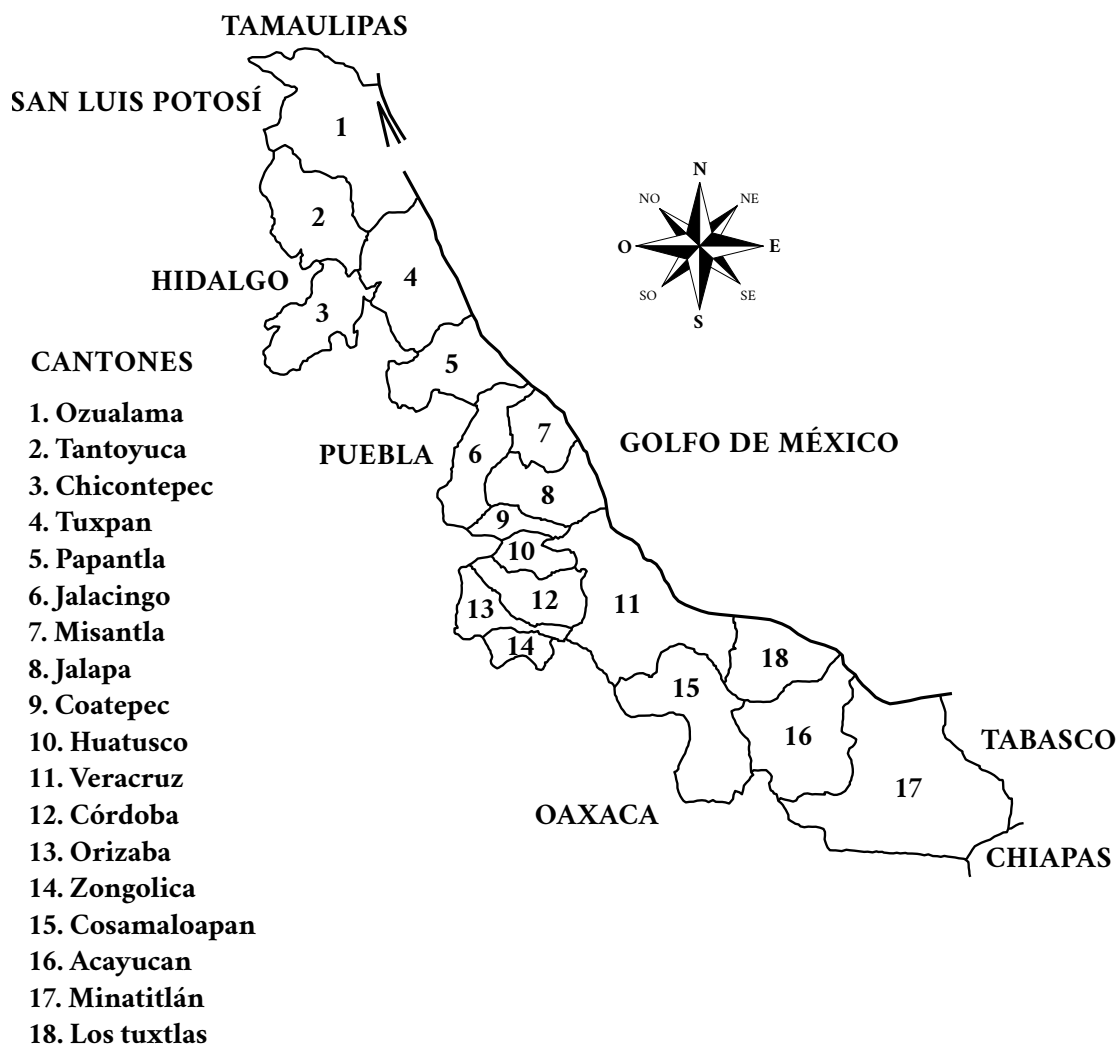 TAMAULIPAS
SAN LUIS POTOSÍ
1
N
NO
NE
2
O
E
HIDALGO
4
SO
SE
3
S
CANTONES
5
1. Ozualama
2. Tantoyuca
3. Chicontepec
4. Tuxpan
5. Papantla
6. Jalacingo
7. Misantla
8. Jalapa
9. Coatepec
10. Huatusco
11. Veracruz
12. Córdoba
13. Orizaba
14. Zongolica
15. Cosamaloapan
16. Acayucan
17. Minatitlán
18. Los tuxtlas
PUEBLA
6
7
GOLFO DE MÉXICO
8
9
10
13
12
11
14
18
15
16
TABASCO
17
OAXACA
CHIAPAS